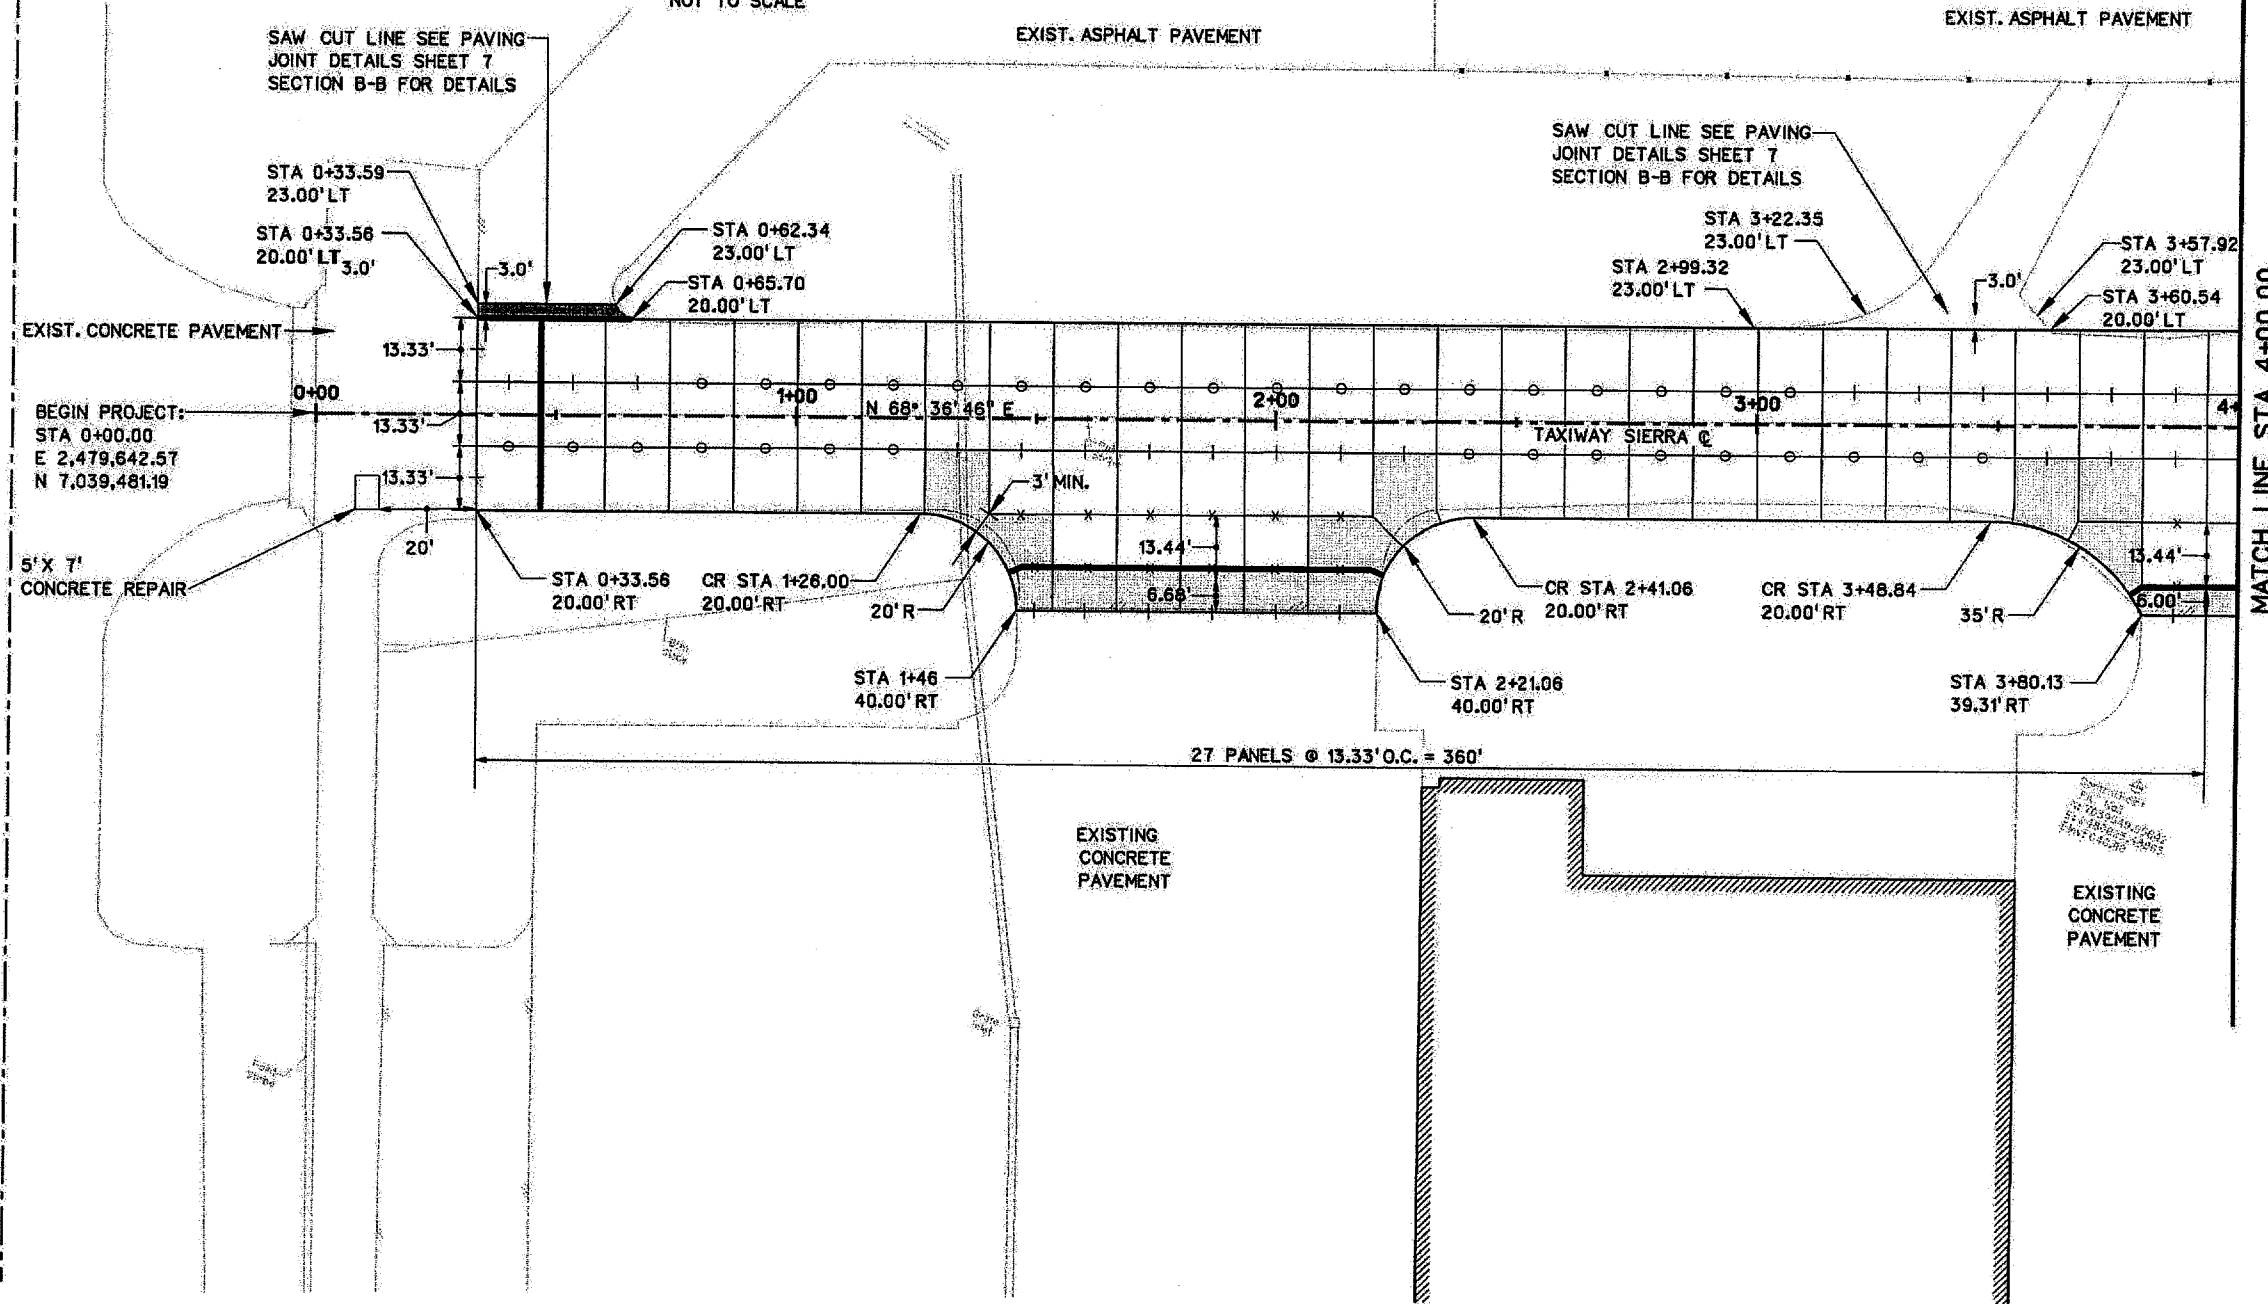 NOT TO SCALE
EXIST. ASPHALT PAVEMENT
EXIST. ASPHALT PAVEMENT
SAW CUT LINE SEE PAVING
JOINT DETAILS SHEET 7
SECTION B-B FOR DETAILS
SAW CUT LINE SEE PAVING
JOINT DETAILS SHEET 7
SECTION B-B FOR DETAILS
STA 0+33.59
23.00' LT
STA 0+33.56
20.00' LT
3.0'
3.0'
STA 0+62.34
23.00' LT
STA 0+65.70
20.00' LT
STA 3+22.35
23.00' LT
STA 2+99.32
23.00' LT
3.0'
STA 3+57.92
23.00' LT
STA 3+60.54
20.00' LT
EXIST. CONCRETE PAVEMENT
13.33'
0+00
1+00
N 68° 36' 46" E
2+00
3+00
4+
BEGIN PROJECT:
STA 0+00.00
E 2,479,642.57
N 7,039,481.19
13.33'
TAXIWAY SIERRA ℄
13.33'
3' MIN.
20'
13.44'
13.44'
5' X 7'
CONCRETE REPAIR
STA 0+33.56
20.00' RT
CR STA 1+26.00
20.00' RT
20' R
6.68'
20' R
CR STA 2+41.06
20.00' RT
CR STA 3+48.84
20.00' RT
35' R
6.00'
STA 1+46
40.00' RT
STA 2+21.06
40.00' RT
STA 3+80.13
39.31' RT
27 PANELS @ 13.33' O.C. = 360'
EXISTING
CONCRETE
PAVEMENT
EXISTING
CONCRETE
PAVEMENT
MATCH LINE STA 4+00.00